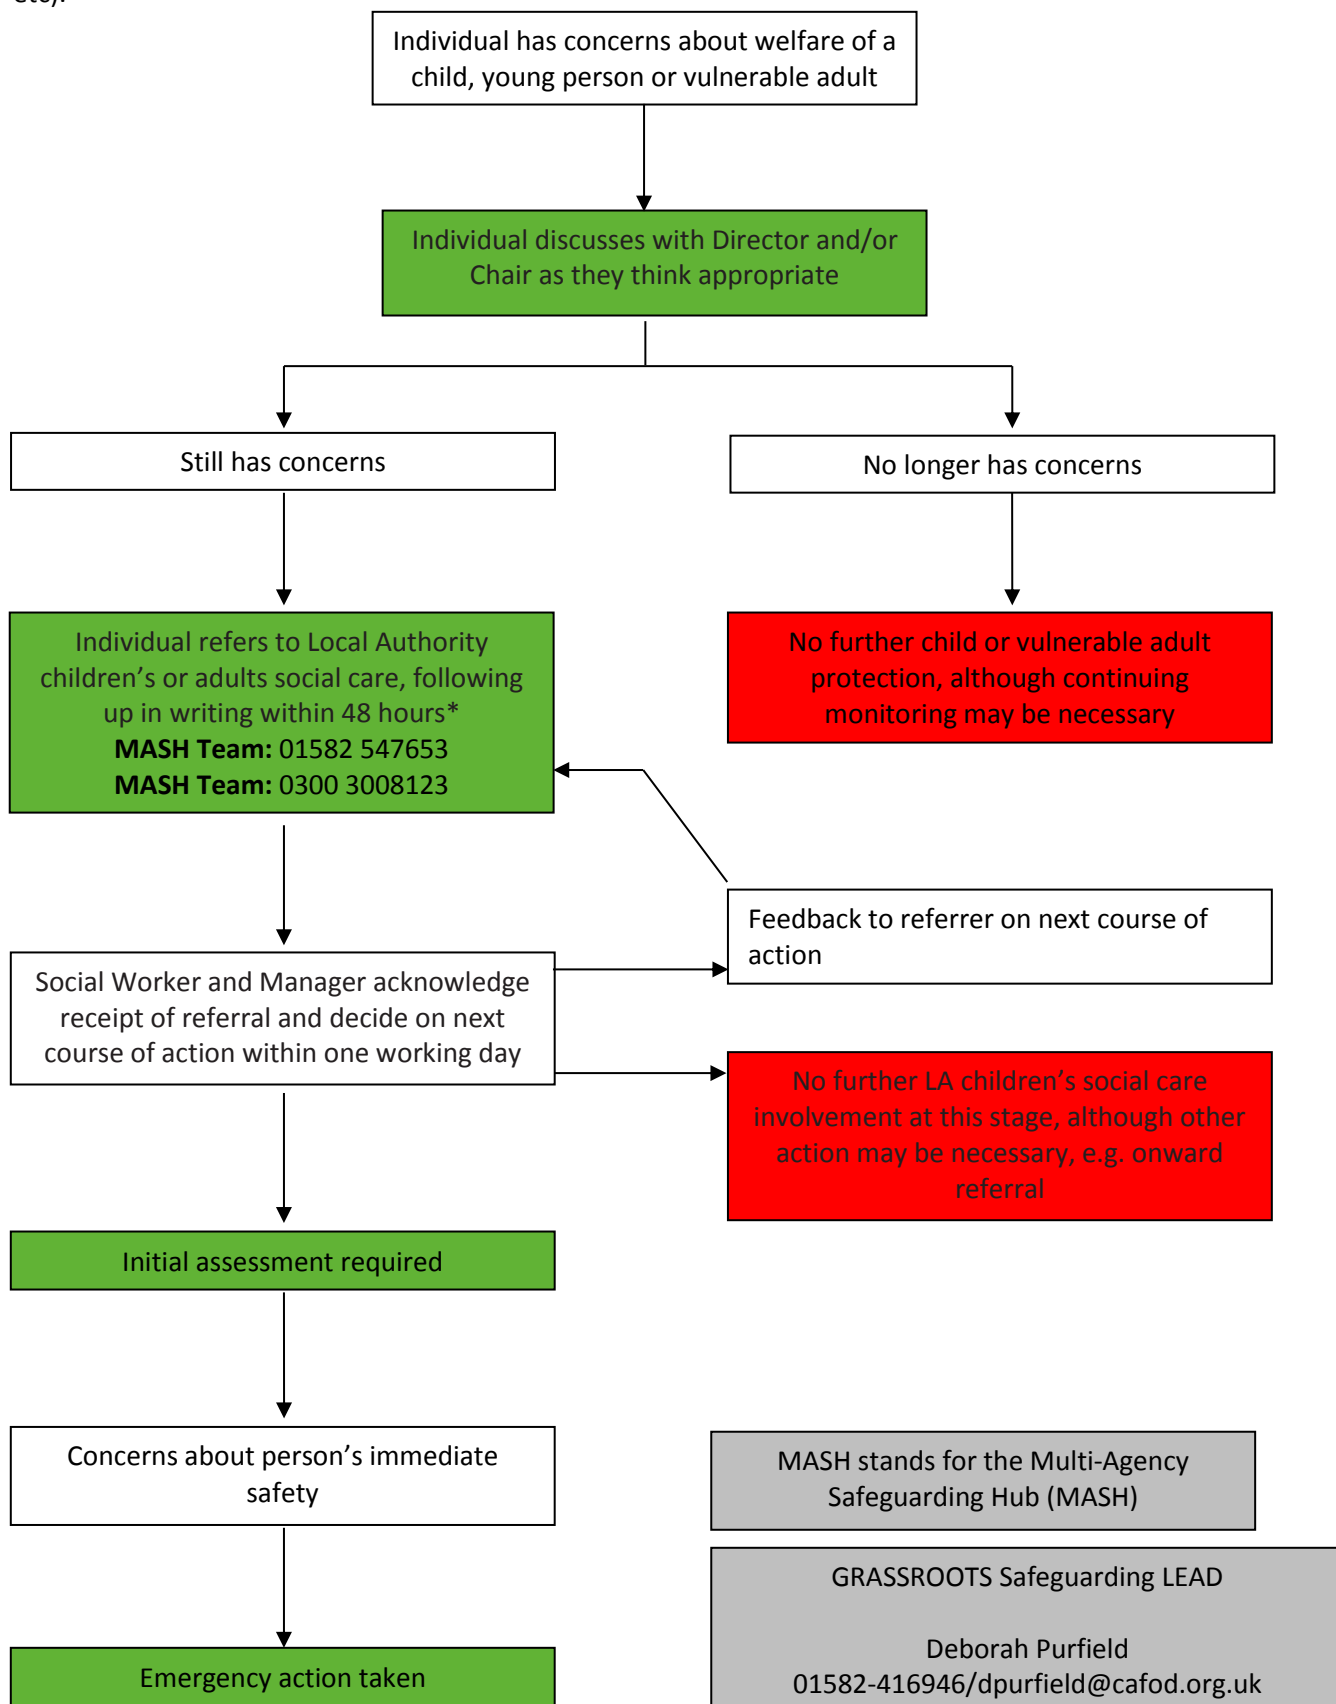 etc).
Individual has concerns about welfare of a
child, young person or vulnerable adult
Individual discusses with Director and/or
Chair as they think appropriate
Still has concerns
No longer has concerns
Individual refers to Local Authority
children’s or adults social care, following
up in writing within 48 hours*
MASH Team: 01582 547653
MASH Team: 0300 3008123
No further child or vulnerable adult
protection, although continuing
monitoring may be necessary
Feedback to referrer on next course of
action
Social Worker and Manager acknowledge
receipt of referral and decide on next
course of action within one working day
No further LA children’s social care
involvement at this stage, although other
action may be necessary, e.g. onward
referral
Initial assessment required
Concerns about person’s immediate
safety
MASH stands for the Multi-Agency
Safeguarding Hub (MASH)
GRASSROOTS Safeguarding LEAD
Deborah Purfield
01582-416946/dpurfield@cafod.org.uk
Emergency action taken